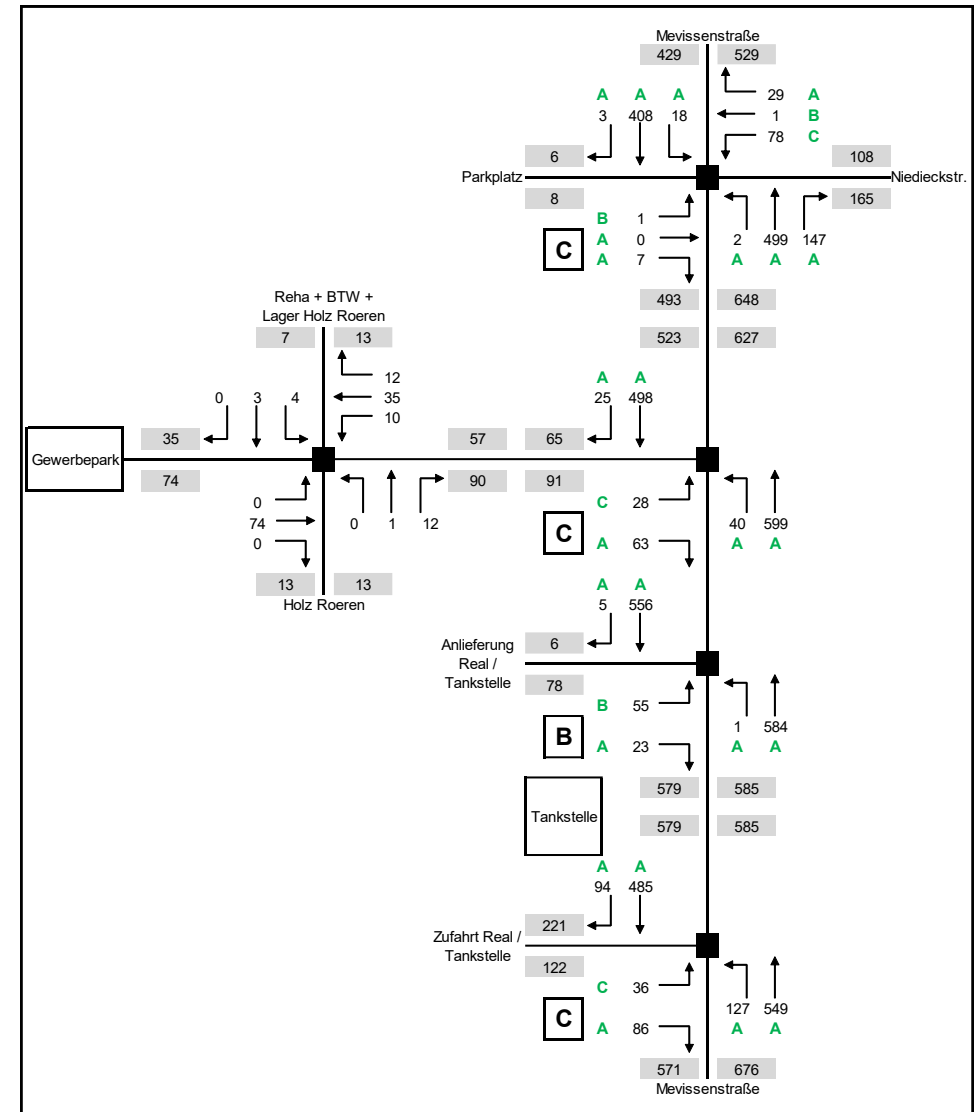 Mevissenstraße
429 529
A A A 29 A
3 408 18 1 B
78 C
6 108
Parkplatz Niedieckstr.
8 165
B 1
C A 0 2 499 147
A 7 A A A
493 648
Reha + BTW +
Lager Holz Roeren
7 13 523 627
12
0 3 4 35 A A
10 25 498
35 57 65
Gewerbepark
74 90 91
0 C 28
74 0 1 12 40 599
0 C A 63 A A
13 13
Holz Roeren
A A
5 556
Anlieferung
Real /
Tankstelle
6
78
B 55
1 584
B A 23 A A
579 585
Tankstelle
579 585
A A
94 485
221
Zufahrt Real /
Tankstelle
122
C 36
127 549
C A 86 A A
571 676
Mevissenstraße